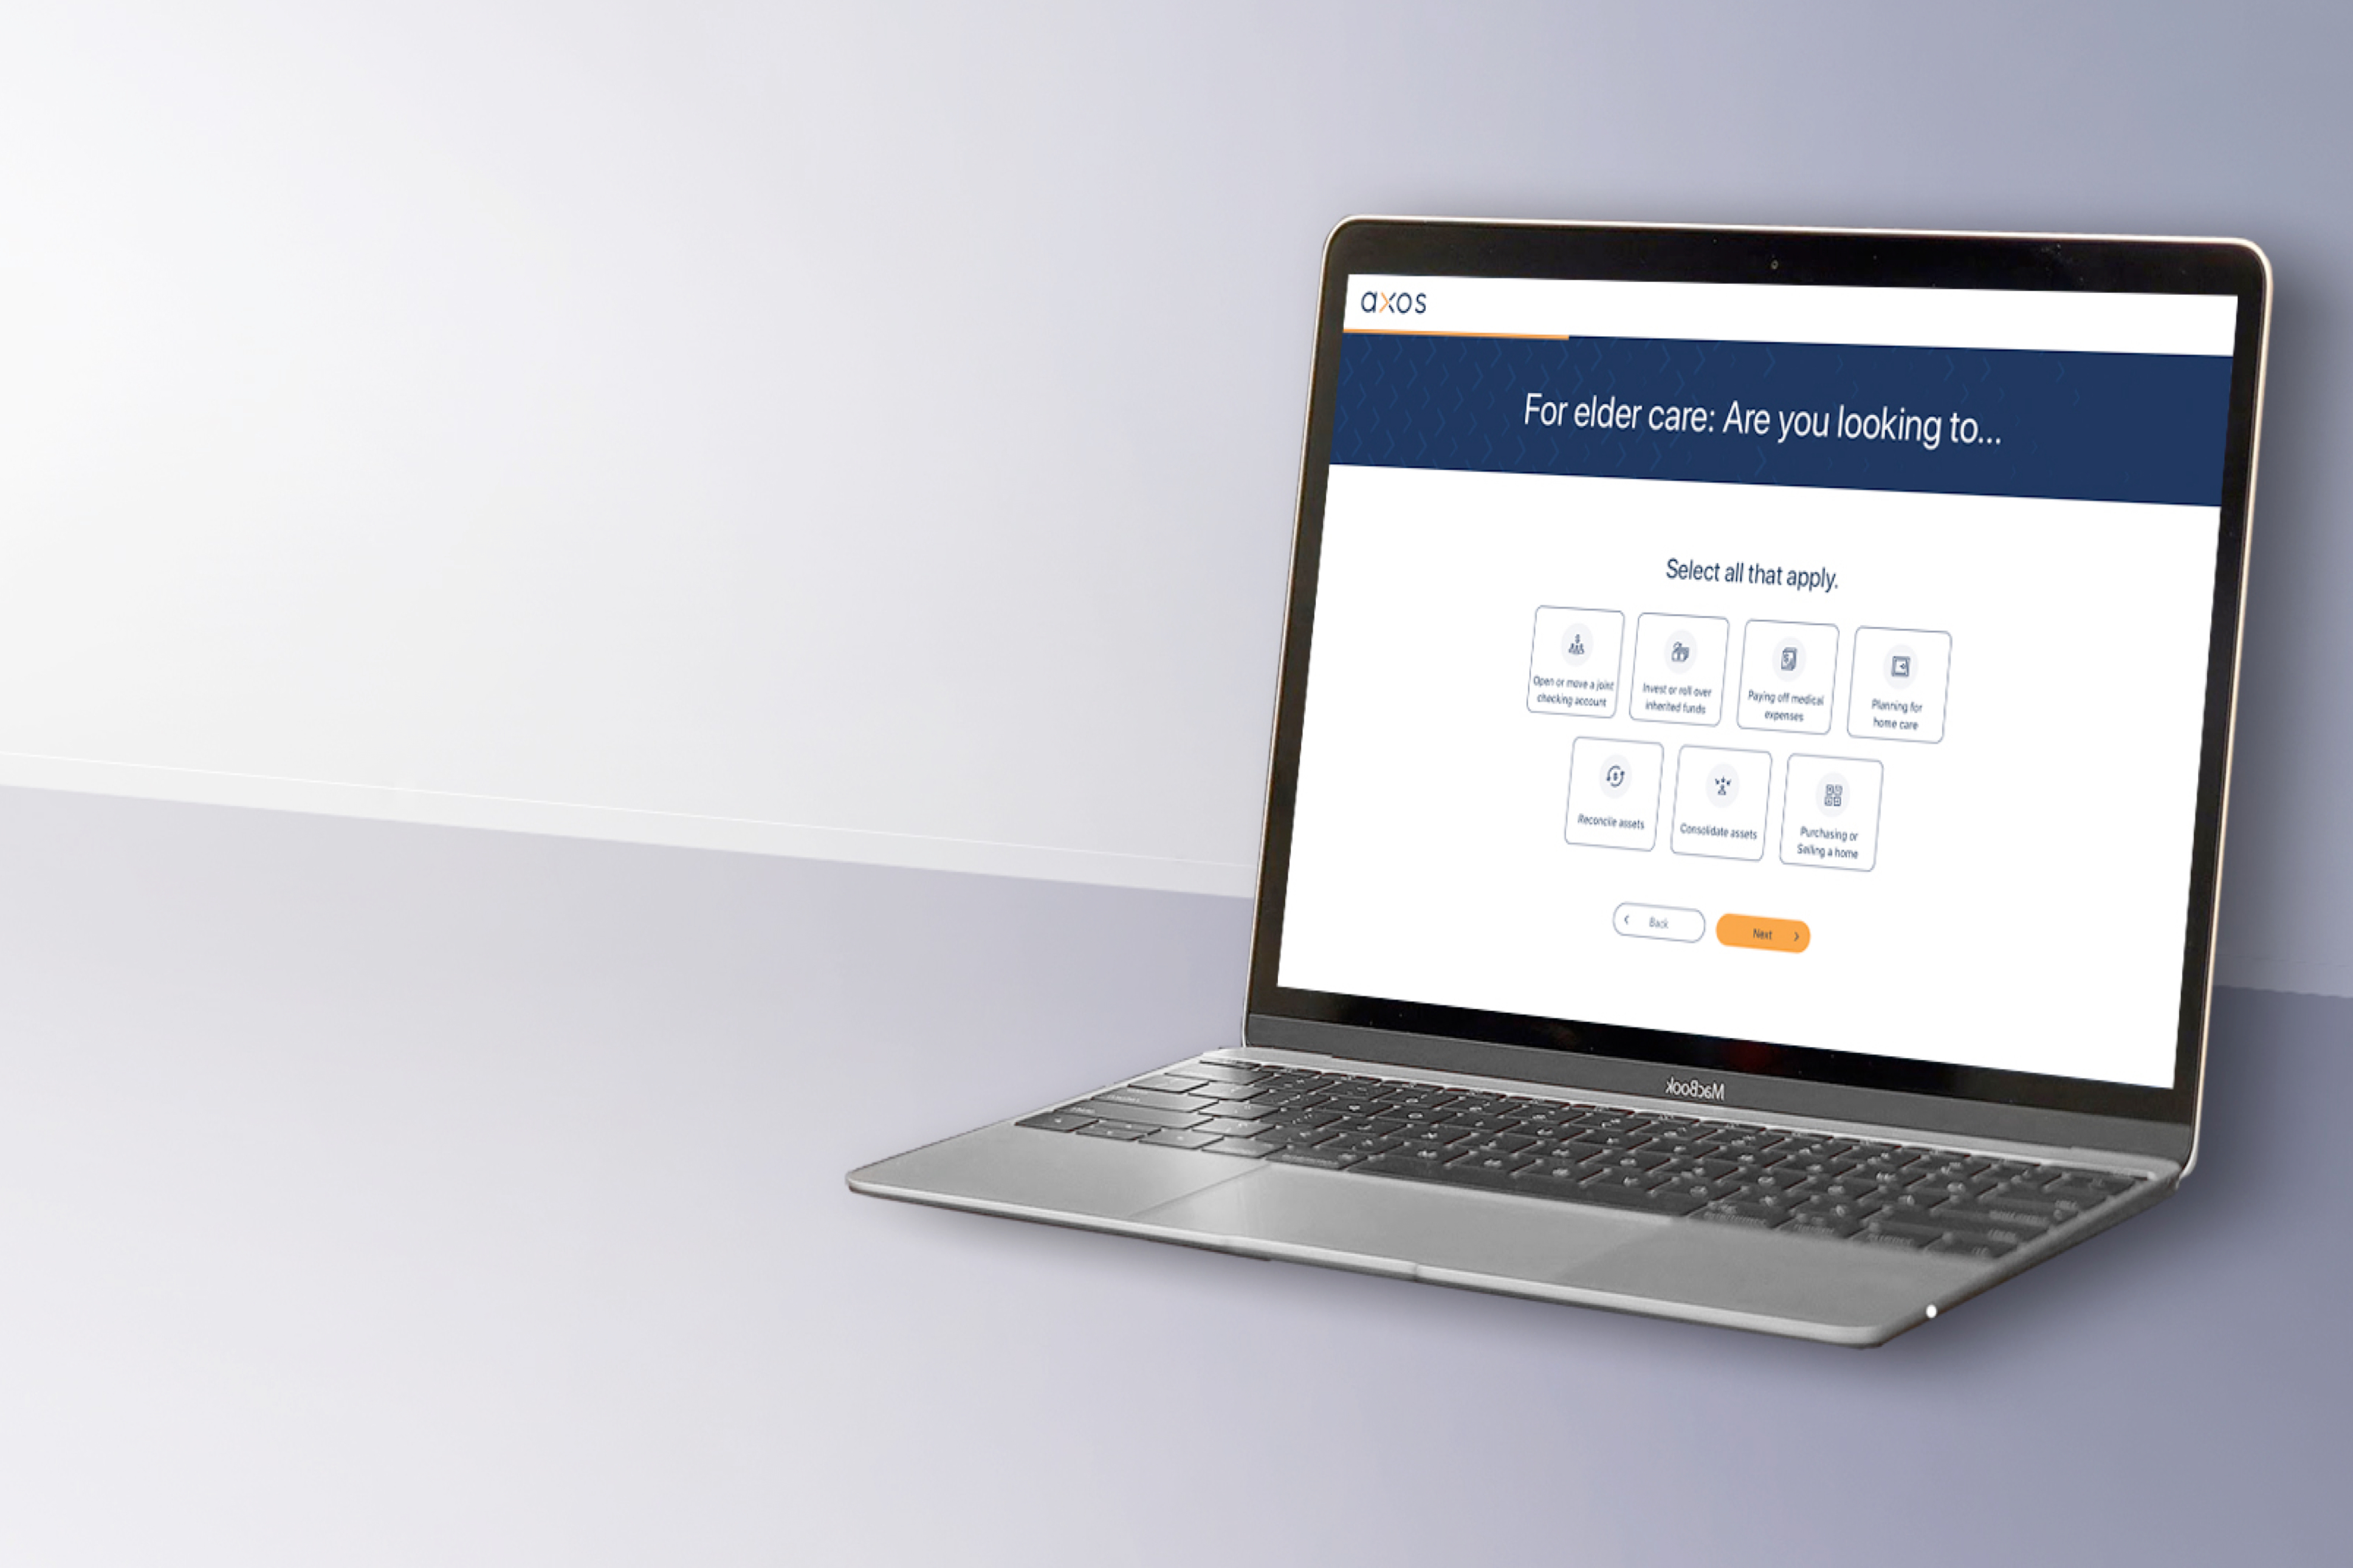 axos
For elder care: Are you looking to...
Select all that apply.
Open or move a joint
checking account
Invest or roll over
inherited funds
Paying off medical
expenses
Planning for
home care
Reconcile assets
Consolidate assets
Purchasing or
Selling a home
Back
Next
MacBook